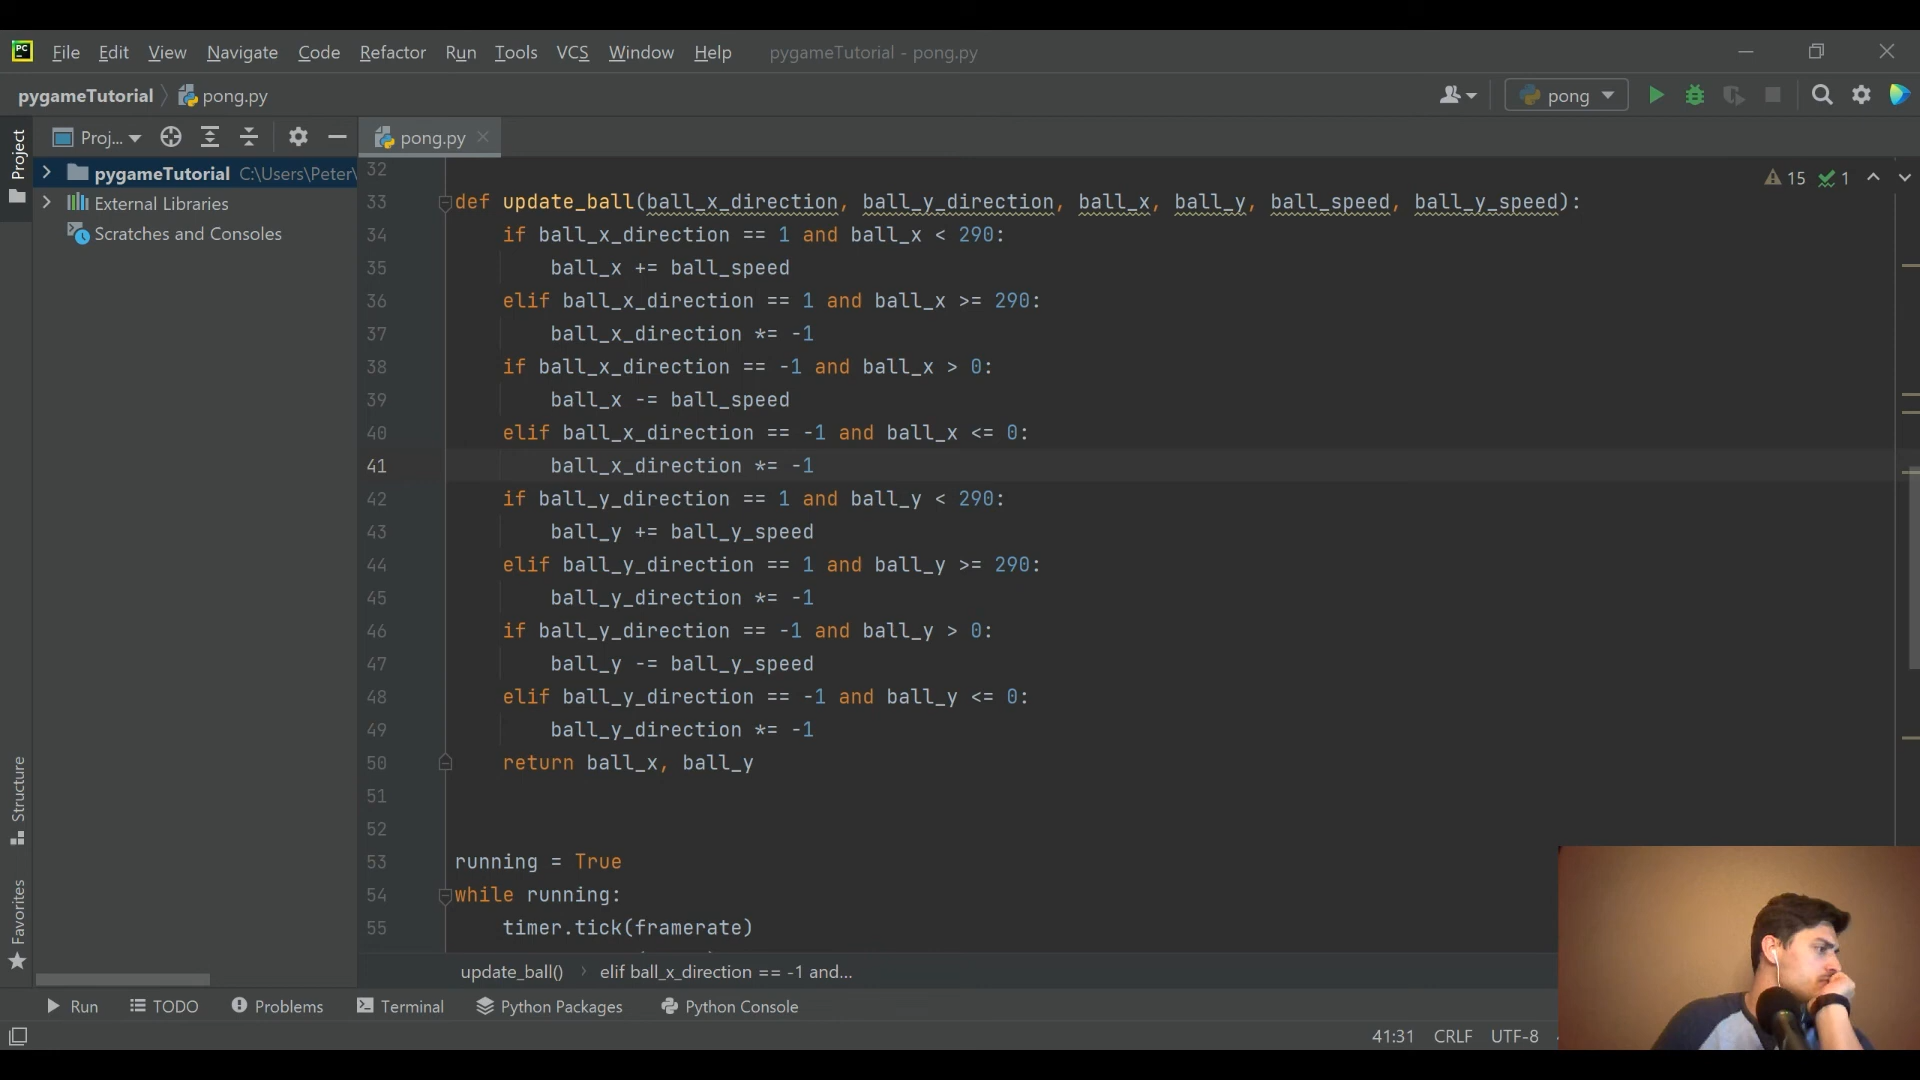 PC File Edit View Navigate Code Refactor Run Tools VCS Window Help pygameTutorial - pong.py
pygameTutorial pong.py pong
Proj... pong.py
Project
pygameTutorial C:\Users\Peter\
External Libraries
Scratches and Consoles
Structure
Favorites
15 1
32
33 def update_ball(ball_x_direction, ball_y_direction, ball_x, ball_y, ball_speed, ball_y_speed):
34 if ball_x_direction == 1 and ball_x < 290:
35 ball_x += ball_speed
36 elif ball_x_direction == 1 and ball_x >= 290:
37 ball_x_direction *= -1
38 if ball_x_direction == -1 and ball_x > 0:
39 ball_x -= ball_speed
40 elif ball_x_direction == -1 and ball_x <= 0:
41 ball_x_direction *= -1
42 if ball_y_direction == 1 and ball_y < 290:
43 ball_y += ball_y_speed
44 elif ball_y_direction == 1 and ball_y >= 290:
45 ball_y_direction *= -1
46 if ball_y_direction == -1 and ball_y > 0:
47 ball_y -= ball_y_speed
48 elif ball_y_direction == -1 and ball_y <= 0:
49 ball_y_direction *= -1
50 return ball_x, ball_y
51
52
53 running = True
54 while running:
55 timer.tick(framerate)
update_ball() elif ball_x_direction == -1 and...
Run TODO Problems Terminal Python Packages Python Console
41:31 CRLF UTF-8